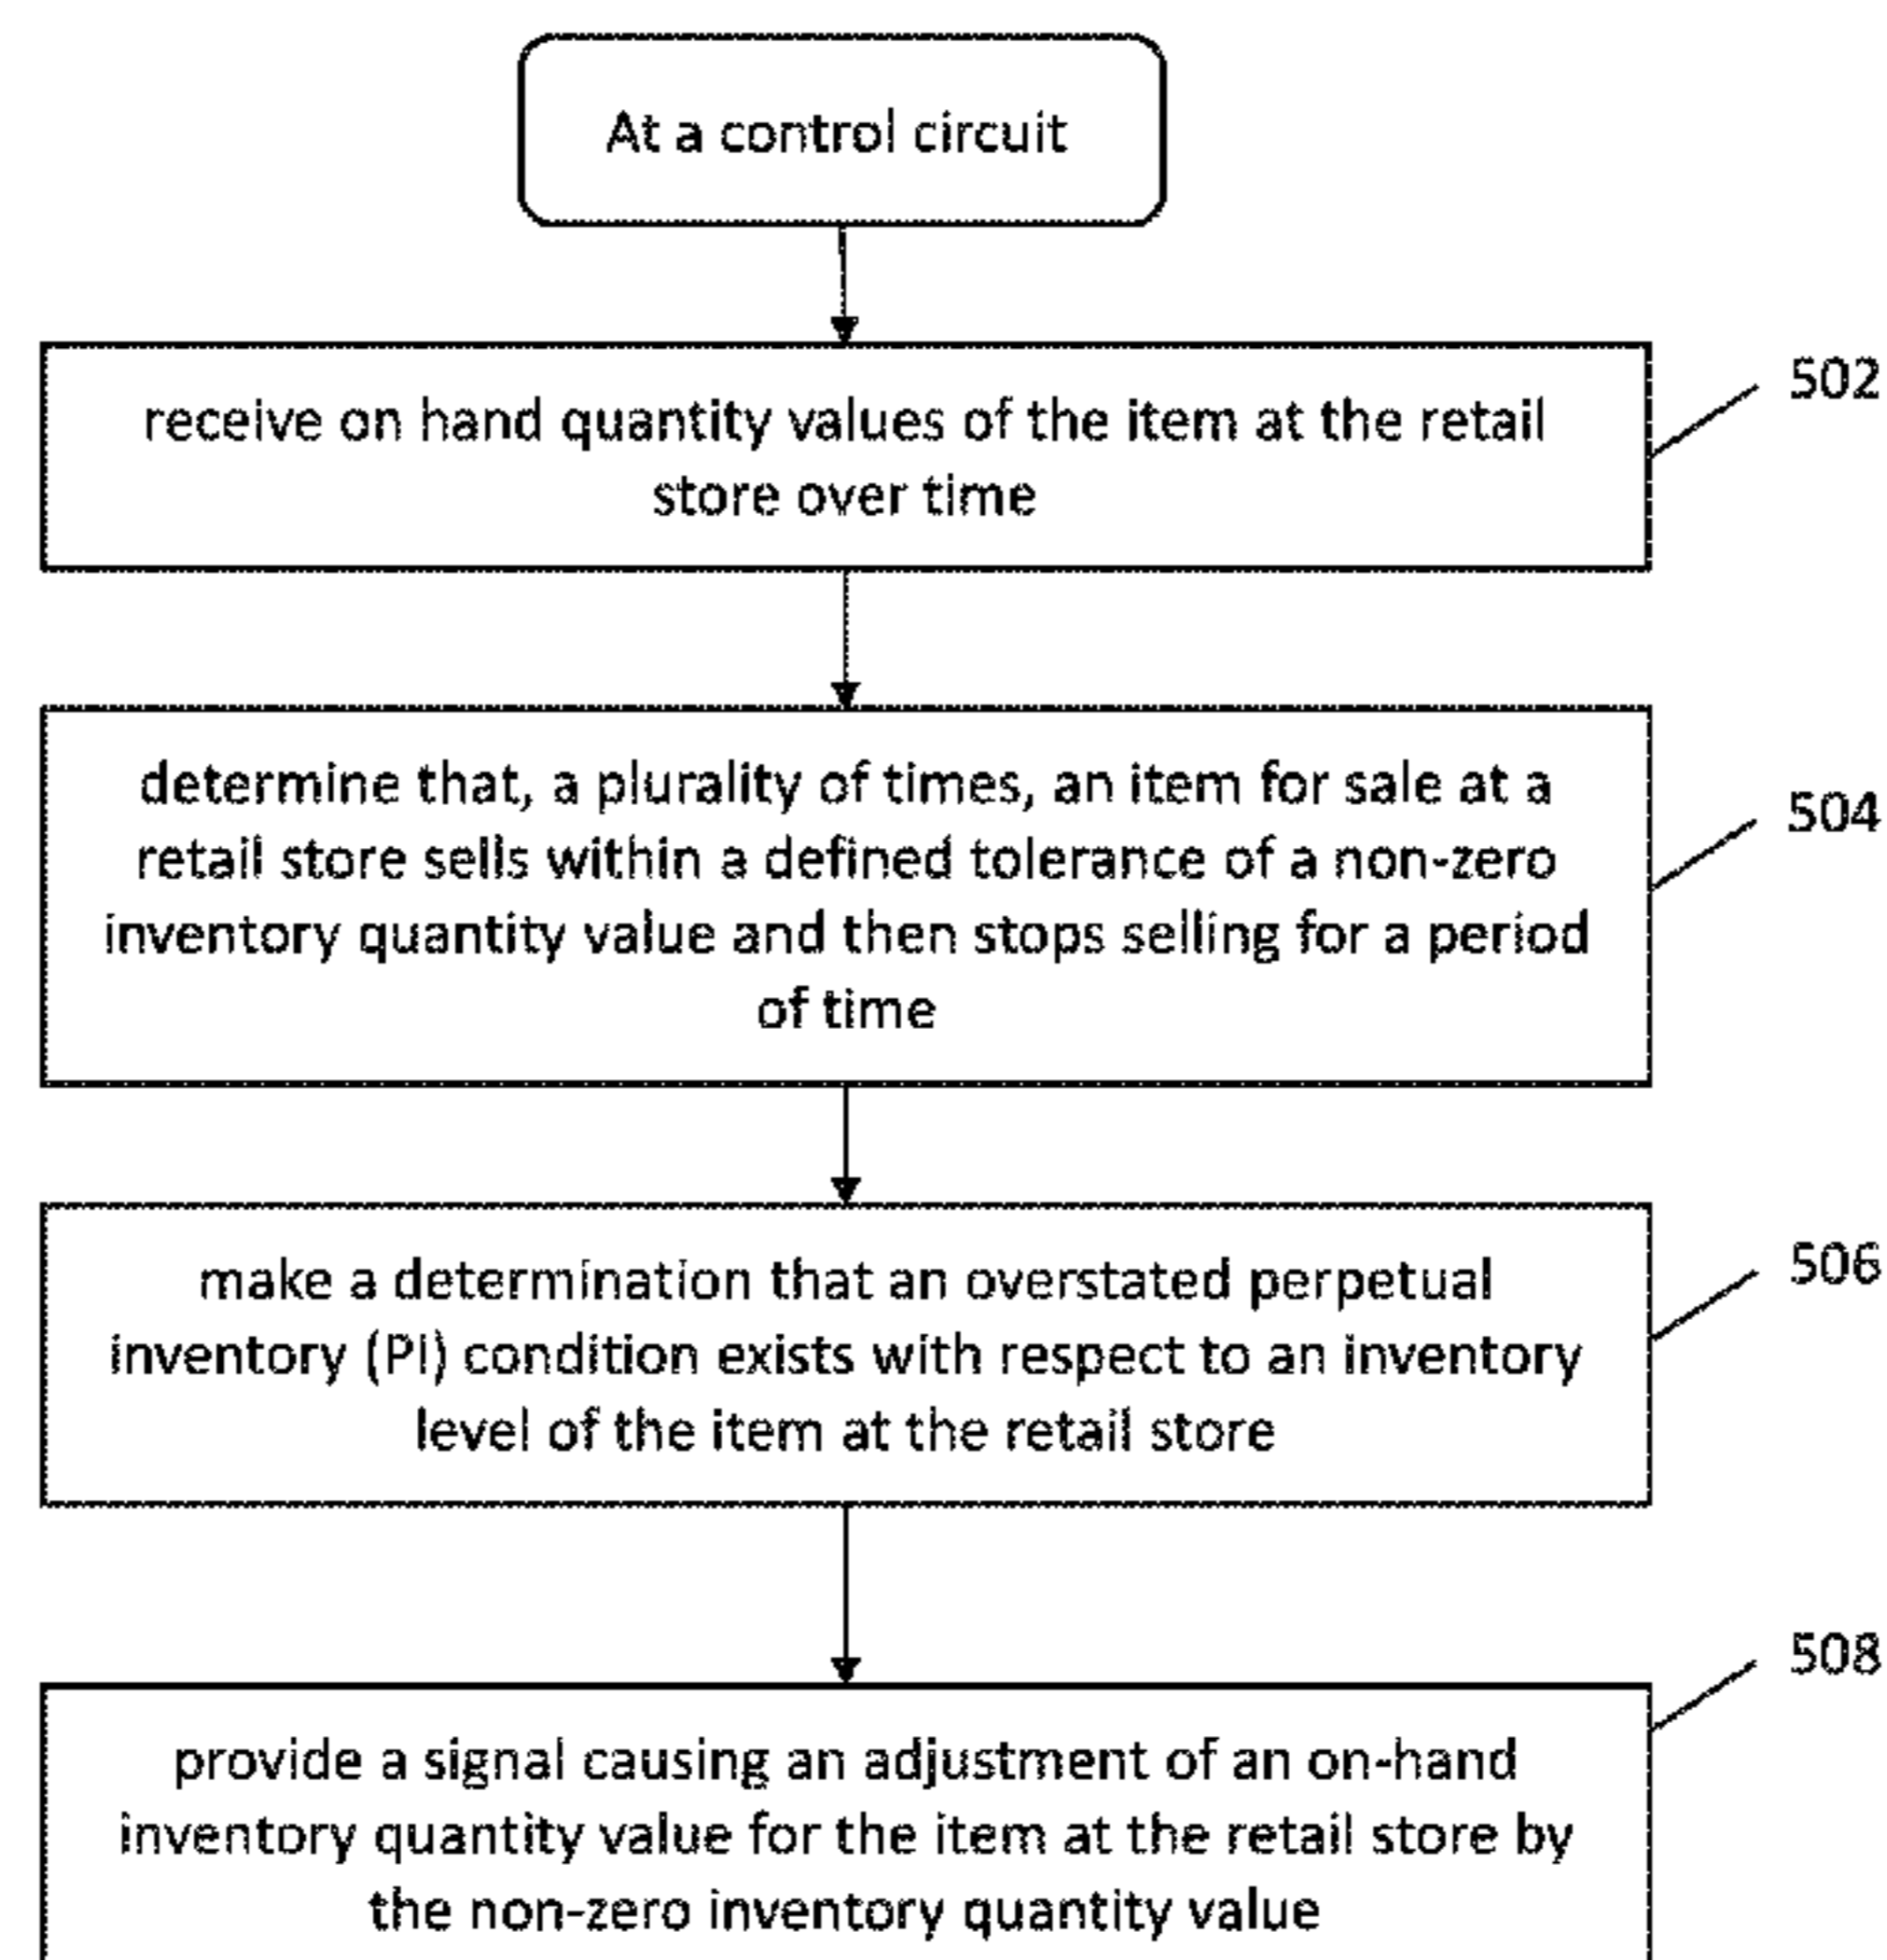 At a control circuit
receive on hand quantity values of the item at the retail
store over time
502
determine that, a plurality of times, an item for sale at a
retail store sells within a defined tolerance of a non-zero
inventory quantity value and then stops selling for a period
of time
504
make a determination that an overstated perpetual
inventory (PI) condition exists with respect to an inventory
level of the item at the retail store
506
provide a signal causing an adjustment of an on-hand
inventory quantity value for the item at the retail store by
the non-zero inventory quantity value
508